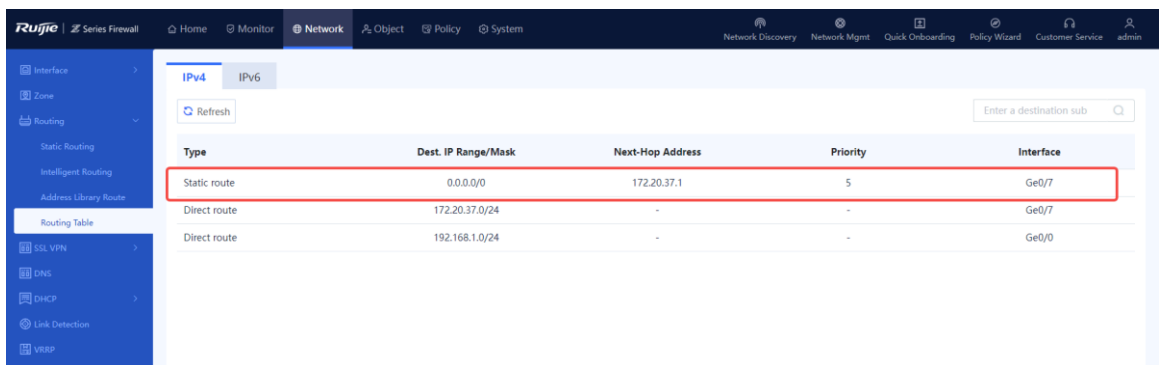 Ruijie | Z Series Firewall Home Monitor Network Object Policy System Network Discovery Network Mgmt Quick Onboarding Policy Wizard Customer Service admin
Interface
Zone
Routing
Static Routing
Intelligent Routing
Address Library Route
Routing Table
SSL VPN
DNS
DHCP
Link Detection
VRRP
IPv4 IPv6
Refresh Enter a destination sub
Type Dest. IP Range/Mask Next-Hop Address Priority Interface
Static route 0.0.0.0/0 172.20.37.1 5 Ge0/7
Direct route 172.20.37.0/24 - - Ge0/7
Direct route 192.168.1.0/24 - - Ge0/0